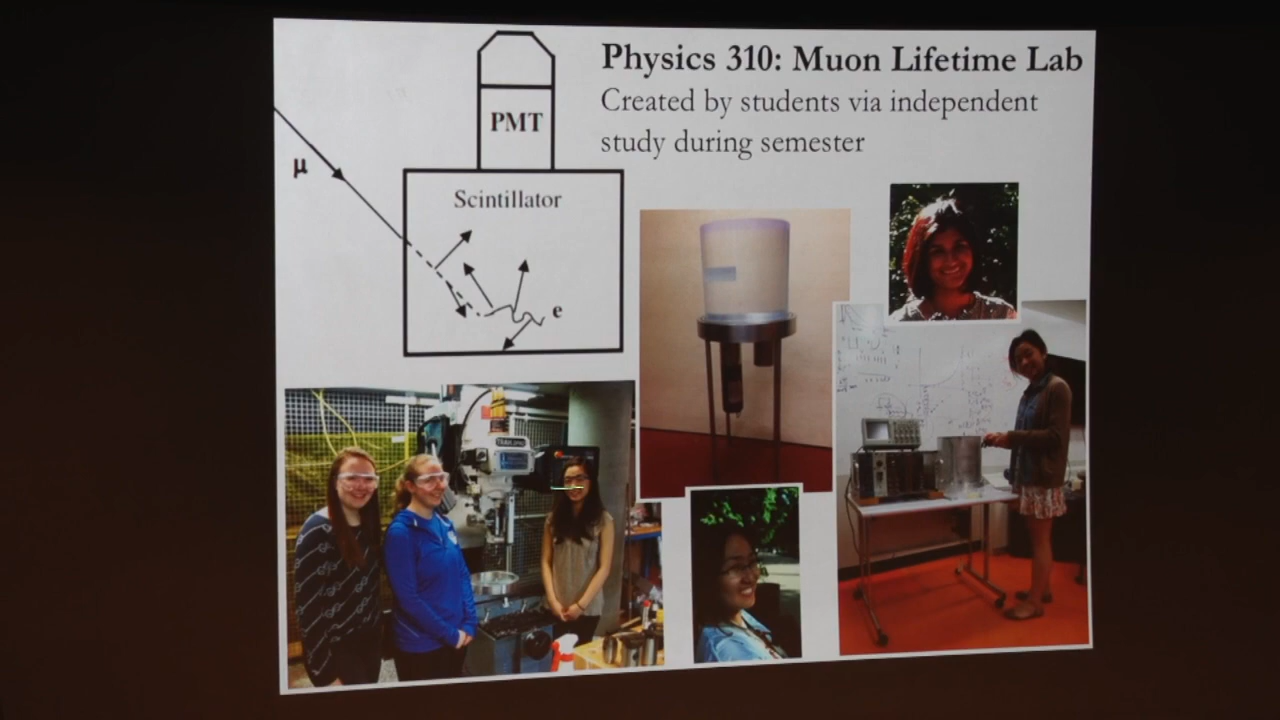 Physics 310: Muon Lifetime Lab
Created by students via independent
study during semester
PMT
μ
Scintillator
e